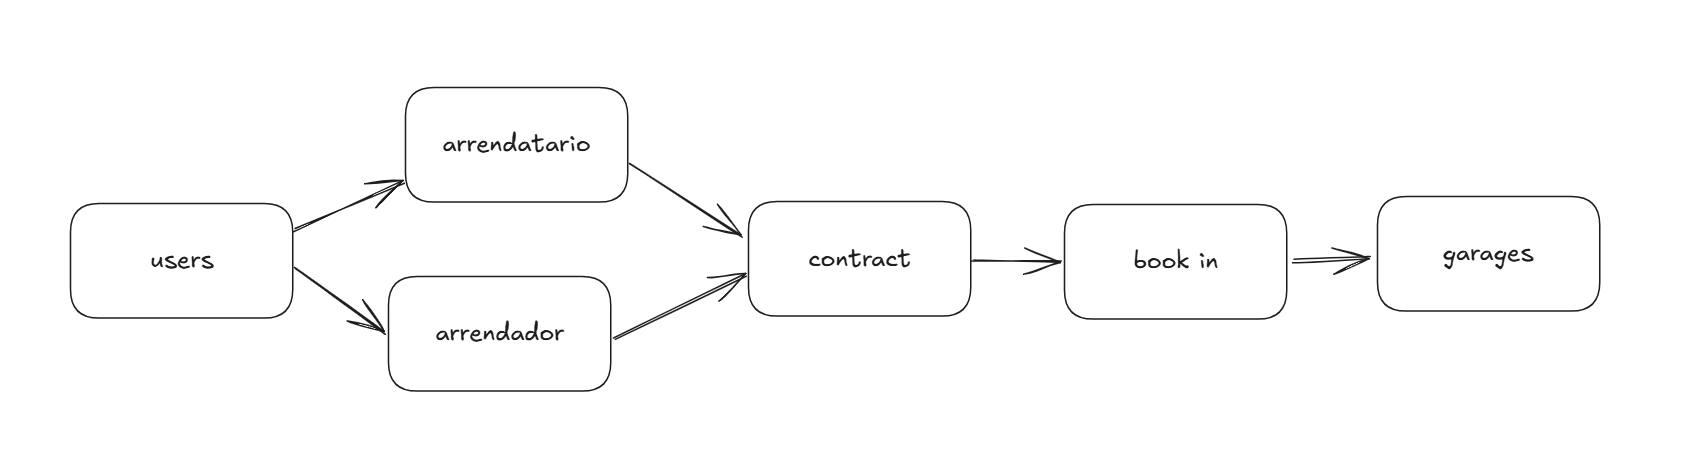 users
arrendatario
arrendador
contract
book in
garages